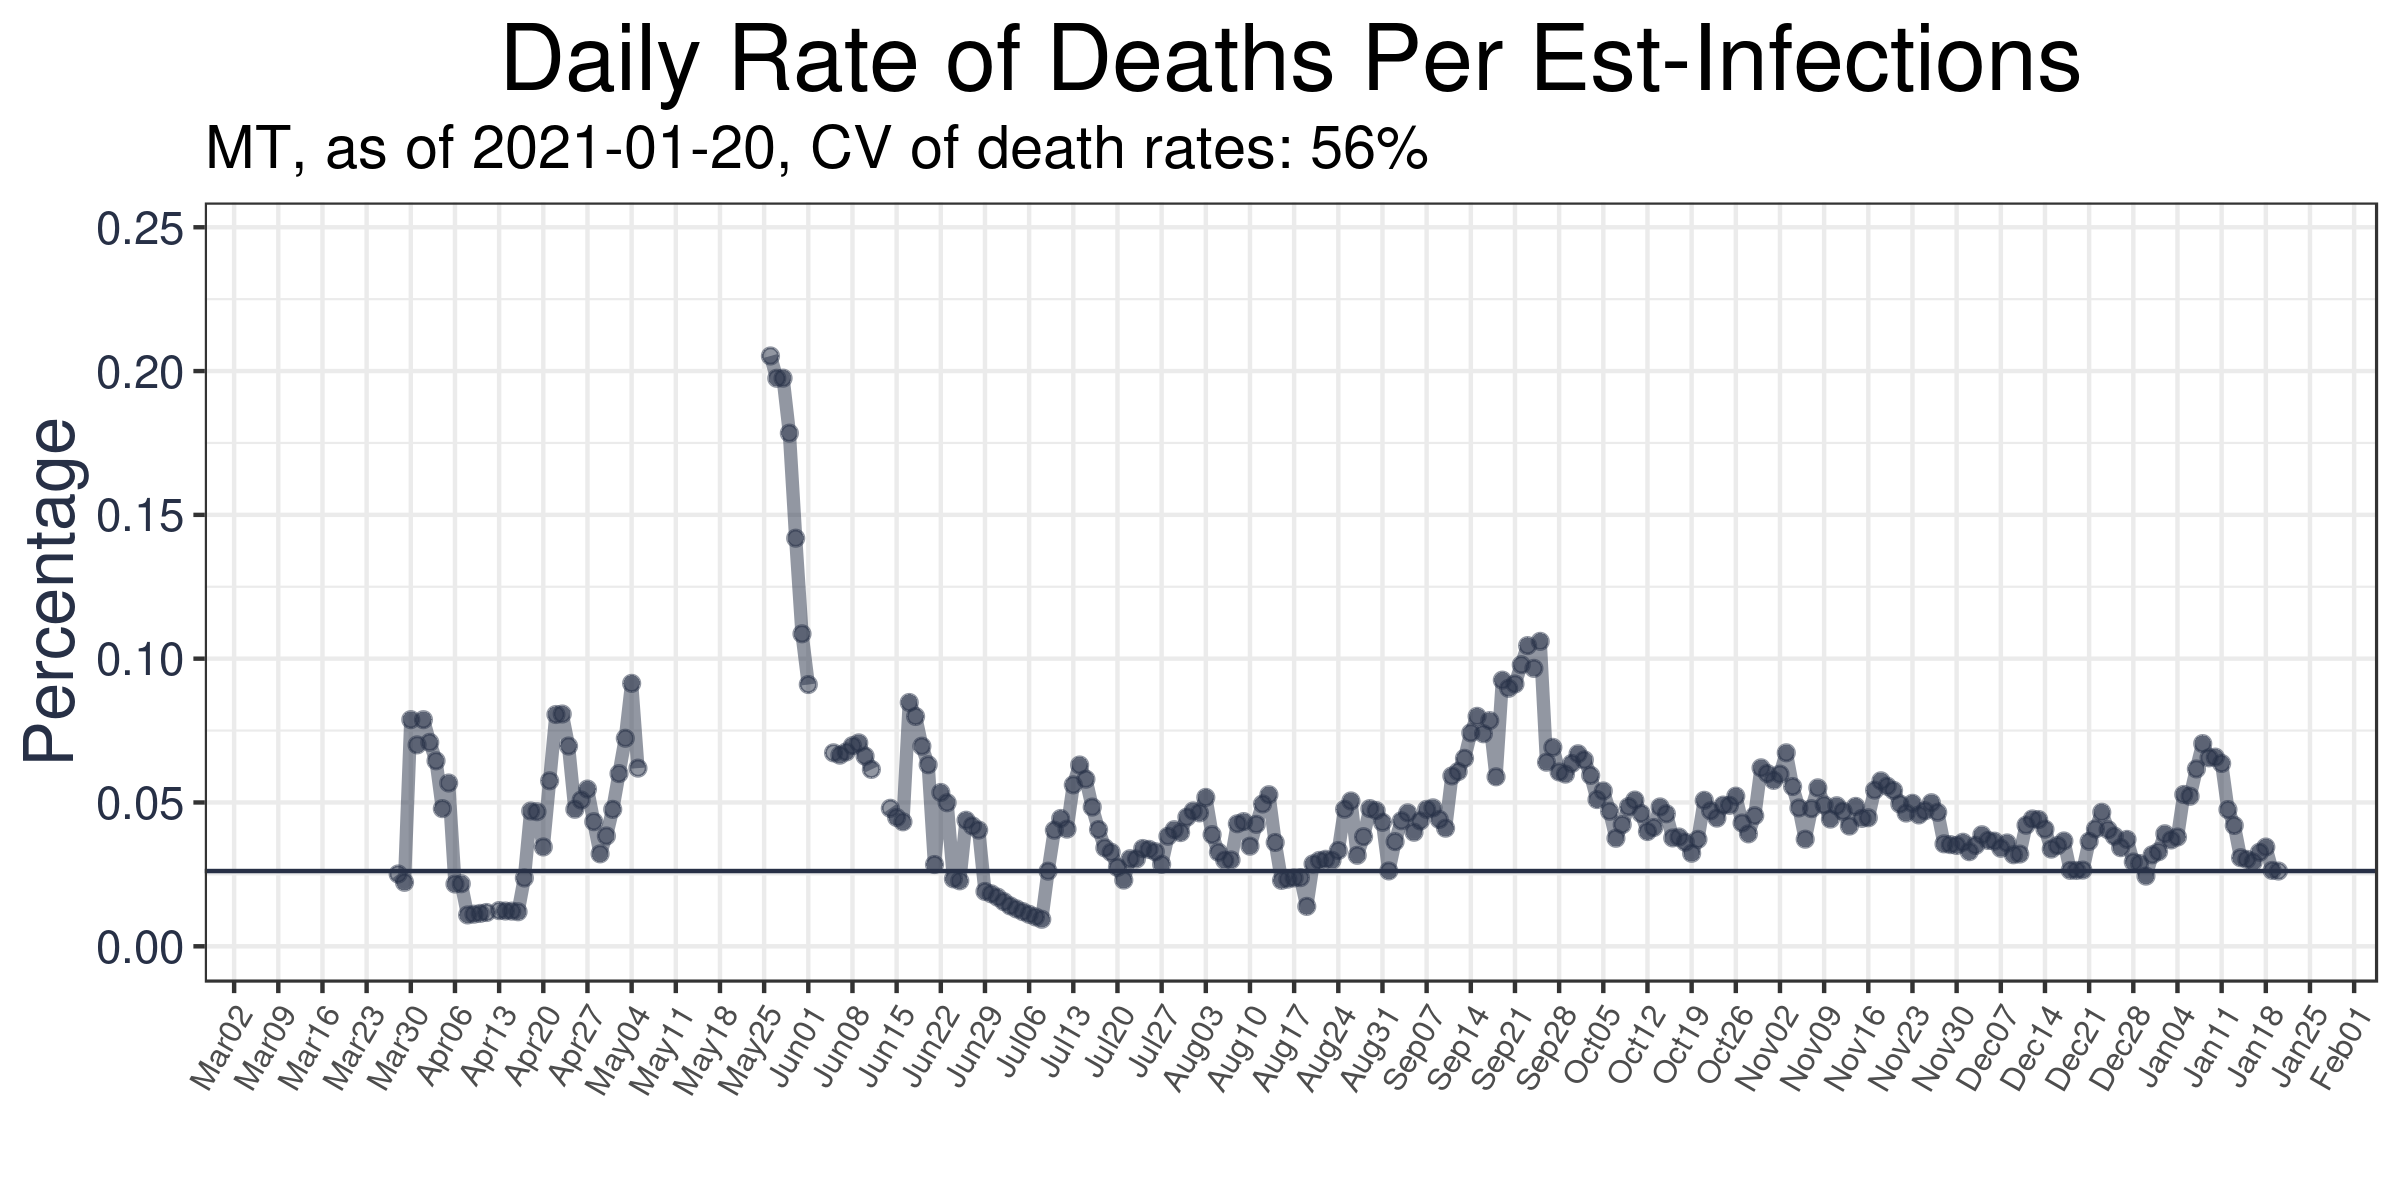 Daily Rate of Deaths Per Est-Infections
MT, as of 2021-01-20, CV of death rates: 56%
Percentage
0.25
0.20
0.15
0.10
0.05
0.00
Mar02 Mar09 Mar16 Mar23 Mar30 Apr06 Apr13 Apr20 Apr27 May04 May11 May18 May25 Jun01 Jun08 Jun15 Jun22 Jun29 Jul06 Jul13 Jul20 Jul27 Aug03 Aug10 Aug17 Aug24 Aug31 Sep07 Sep14 Sep21 Sep28 Oct05 Oct12 Oct19 Oct26 Nov02 Nov09 Nov16 Nov23 Nov30 Dec07 Dec14 Dec21 Dec28 Jan04 Jan11 Jan18 Jan25 Feb01